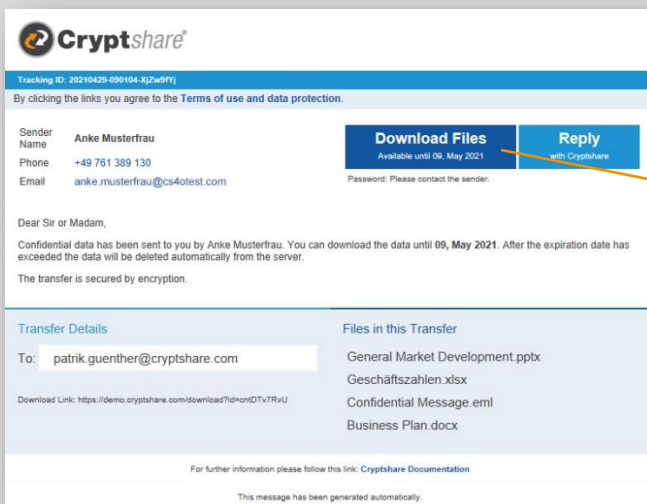 Cryptshare®
Tracking ID: 20210429-090104-XjZw9fYj
By clicking the links you agree to the Terms of use and data protection.
Sender Name Anke Musterfrau
Phone +49 761 389 130
Email anke.musterfrau@cs4otest.com
Download Files
Available until 09, May 2021
Reply
with Cryptshare
Password: Please contact the sender.
Dear Sir or Madam,
Confidential data has been sent to you by Anke Musterfrau. You can download the data until 09, May 2021. After the expiration date has
exceeded the data will be deleted automatically from the server.
The transfer is secured by encryption.
Transfer Details
To: patrik.guenther@cryptshare.com
Download Link: https://demo.cryptshare.com/download?id=cntDTv7RvU
Files in this Transfer
General Market Development.pptx
Geschäftszahlen.xlsx
Confidential Message.eml
Business Plan.docx
For further information please follow this link: Cryptshare Documentation
This message has been generated automatically.